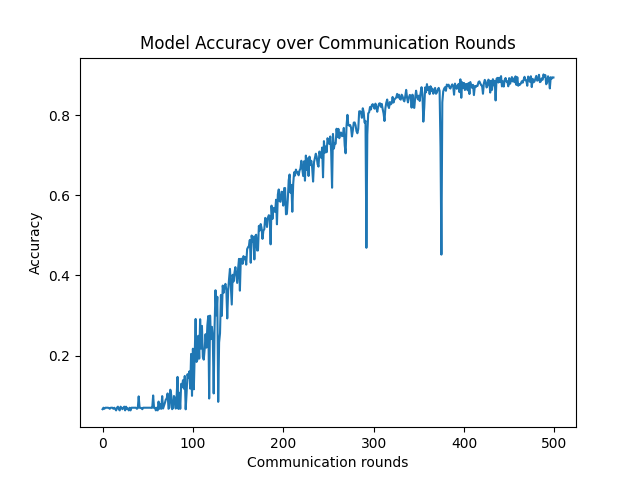 Model Accuracy over Communication Rounds
0.8
0.6
0.4
0.2
Accuracy
0 100 200 300 400 500
Communication rounds